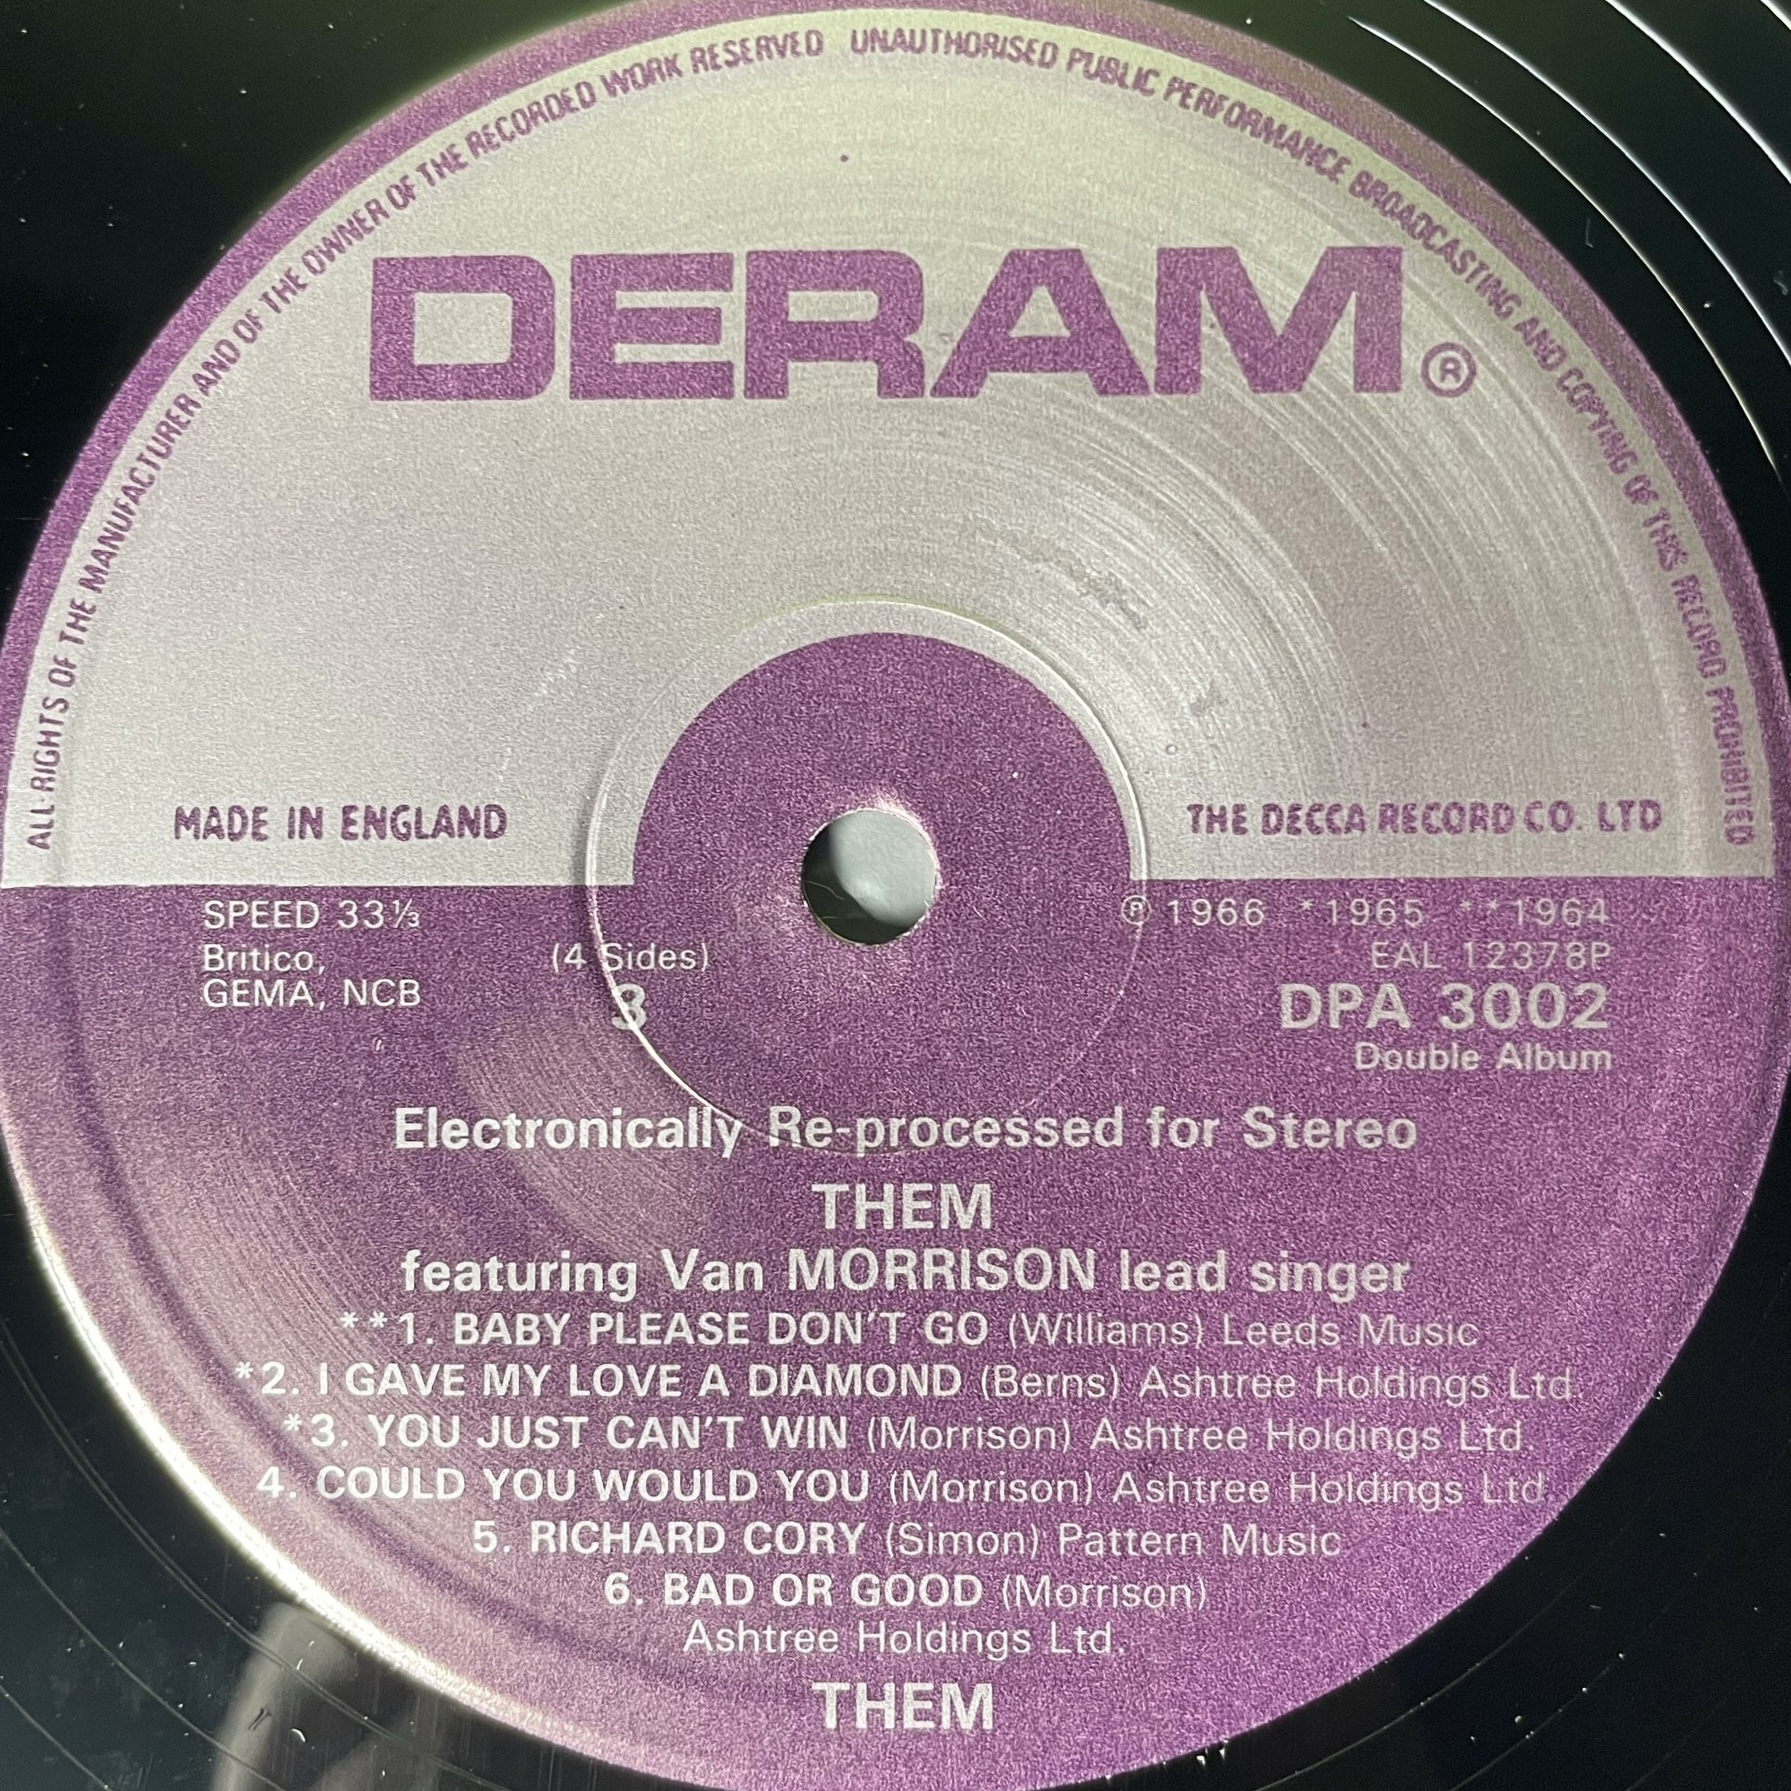 ALL RIGHTS OF THE MANUFACTURER AND OF THE OWNER OF THE RECORDED WORK RESERVED UNAUTHORISED PUBLIC PERFORMANCE BROADCASTING AND COPYING OF THIS RECORD PROHIBITED
DERAM ®
MADE IN ENGLAND
THE DECCA RECORD CO. LTD
SPEED 33⅓
℗ 1966 *1965 **1964
Britico, (4 Sides)
EAL 12378P
GEMA, NCB 3
DPA 3002
Double Album
Electronically Re-processed for Stereo
THEM
featuring Van MORRISON lead singer
**1. BABY PLEASE DON'T GO (Williams) Leeds Music
*2. I GAVE MY LOVE A DIAMOND (Berns) Ashtree Holdings Ltd.
*3. YOU JUST CAN'T WIN (Morrison) Ashtree Holdings Ltd.
4. COULD YOU WOULD YOU (Morrison) Ashtree Holdings Ltd.
5. RICHARD CORY (Simon) Pattern Music
6. BAD OR GOOD (Morrison)
Ashtree Holdings Ltd.
THEM